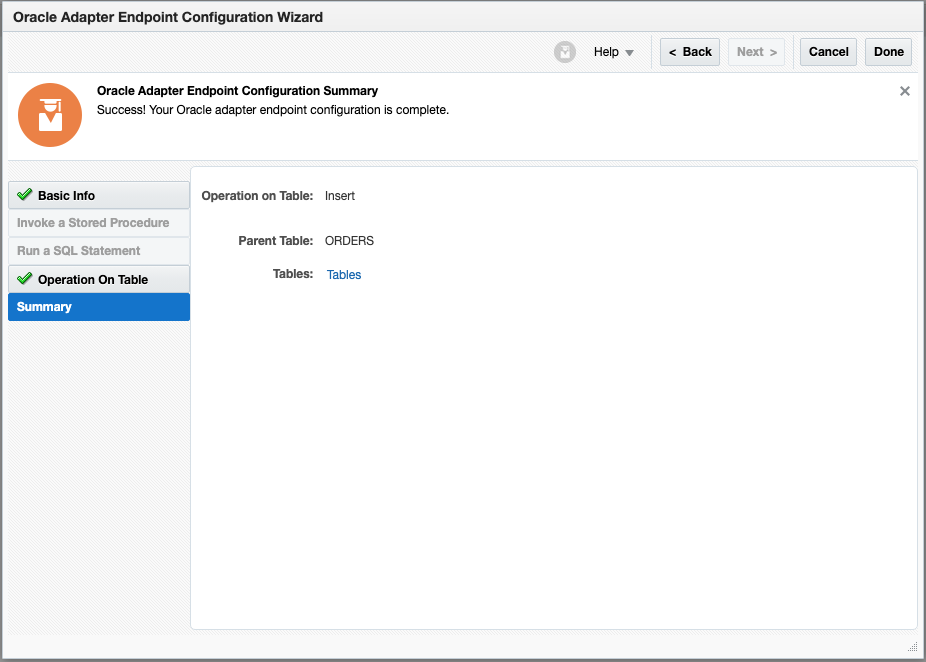 Oracle Adapter Endpoint Configuration Wizard
Help
< Back
Next >
Cancel
Done
Oracle Adapter Endpoint Configuration Summary
Success! Your Oracle adapter endpoint configuration is complete.
Basic Info
Invoke a Stored Procedure
Run a SQL Statement
Operation On Table
Summary
Operation on Table: Insert
Parent Table: ORDERS
Tables: Tables